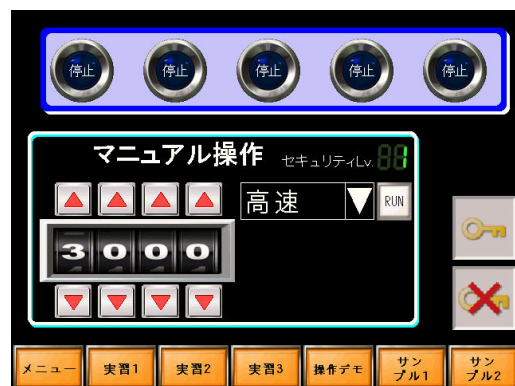 停止 停止 停止 停止 停止
マニュアル操作 セキュリティLv. 1
高速 RUN
3000
メニュー 実習1 実習2 実習3 操作デモ サンプル1 サンプル2